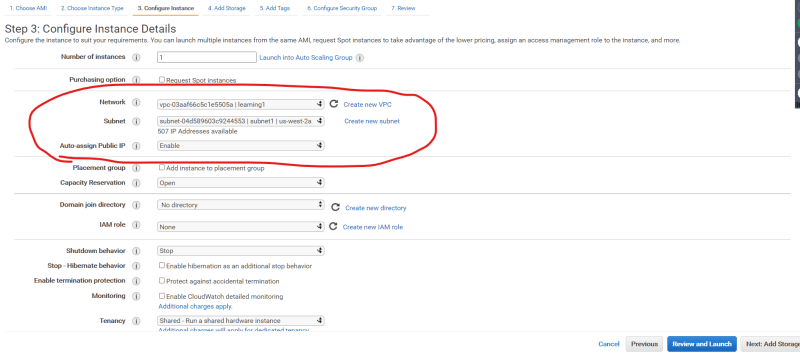 1. Choose AMI 2. Choose Instance Type 3. Configure Instance 4. Add Storage 5. Add Tags 6. Configure Security Group 7. Review
Step 3: Configure Instance Details
Configure the instance to suit your requirements. You can launch multiple instances from the same AMI, request Spot instances to take advantage of the lower pricing, assign an access management role to the instance, and more.
Number of instances 1 Launch into Auto Scaling Group
Purchasing option Request Spot instances
Network vpc-03aaf66c5c1e5505a | learning1 Create new VPC
Subnet subnet-04d589603c9244553 | subnet1 | us-west-2a Create new subnet
507 IP Addresses available
Auto-assign Public IP Enable
Placement group Add instance to placement group
Capacity Reservation Open
Domain join directory No directory Create new directory
IAM role None Create new IAM role
Shutdown behavior Stop
Stop - Hibernate behavior Enable hibernation as an additional stop behavior
Enable termination protection Protect against accidental termination
Monitoring Enable CloudWatch detailed monitoring
Additional charges apply.
Tenancy Shared - Run a shared hardware instance
Additional charges will apply for dedicated tenancy
Cancel Previous Review and Launch Next: Add Storage